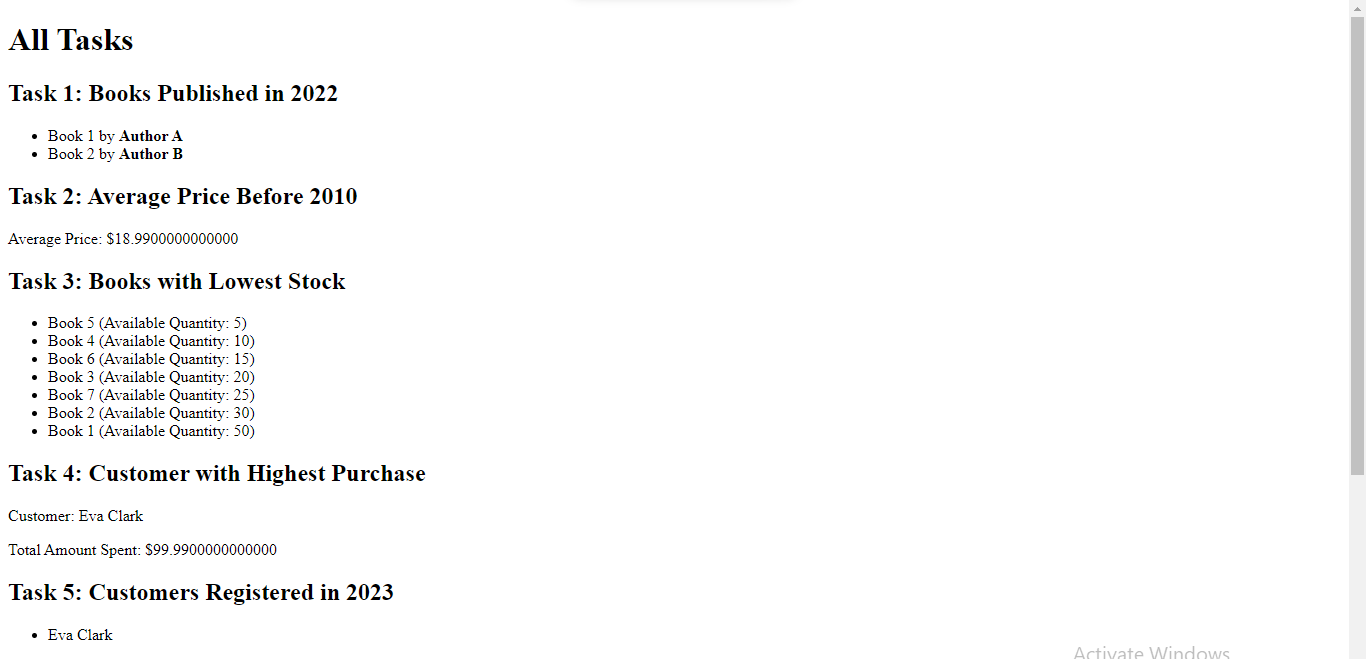 All Tasks
Task 1: Books Published in 2022
Book 1 by Author A
Book 2 by Author B
Task 2: Average Price Before 2010
Average Price: $18.9900000000000
Task 3: Books with Lowest Stock
Book 5 (Available Quantity: 5)
Book 4 (Available Quantity: 10)
Book 6 (Available Quantity: 15)
Book 3 (Available Quantity: 20)
Book 7 (Available Quantity: 25)
Book 2 (Available Quantity: 30)
Book 1 (Available Quantity: 50)
Task 4: Customer with Highest Purchase
Customer: Eva Clark
Total Amount Spent: $99.9900000000000
Task 5: Customers Registered in 2023
Eva Clark
Activate Windows